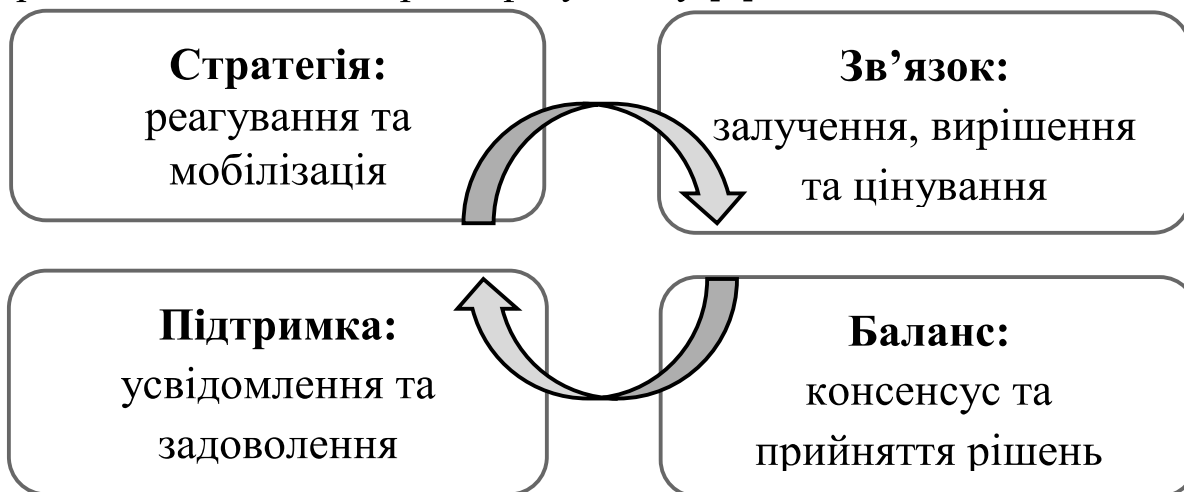 Стратегія:
реагування та
мобілізація
Зв’язок:
залучення, вирішення
та цінування
Підтримка:
усвідомлення та
задоволення
Баланс:
консенсус та
прийняття рішень